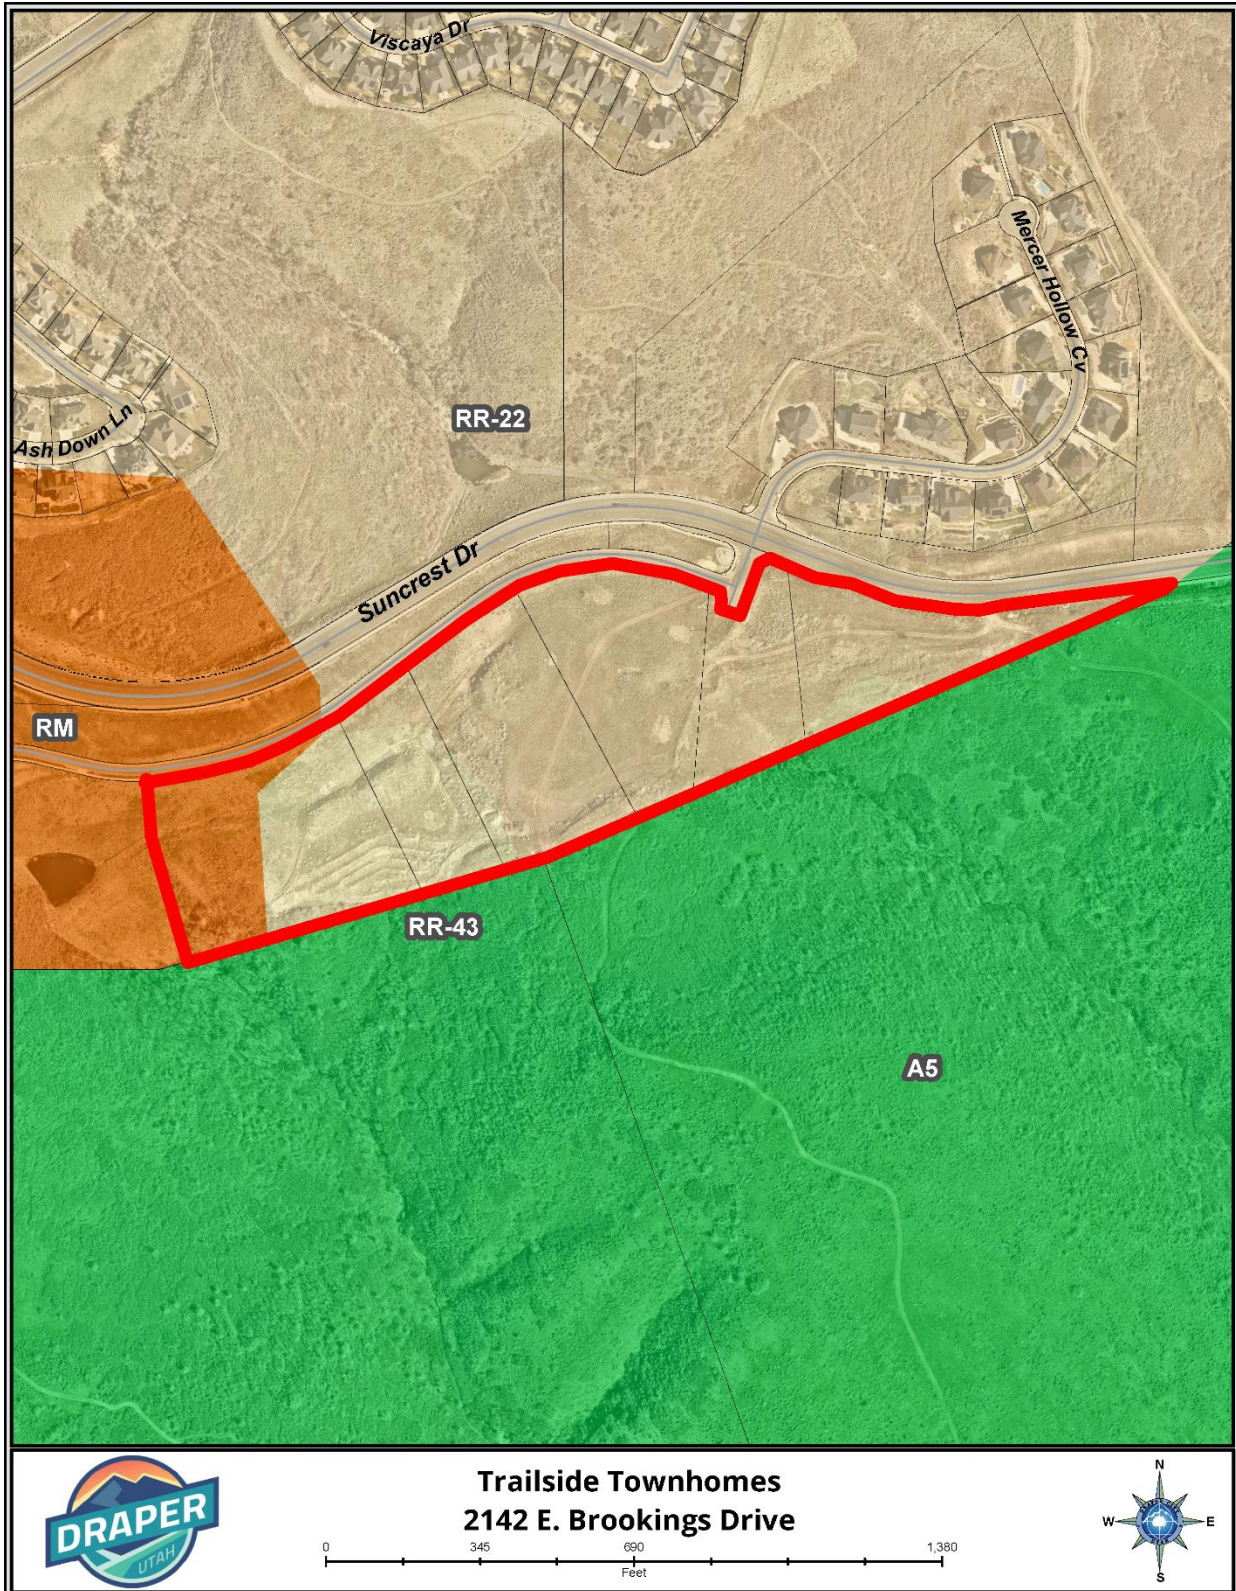 Viscaya Dr
Mercer Hollow Cv
Ash Down Ln
RR-22
Suncrest Dr
RM
RR-43
A5
DRAPER
UTAH
Trailside Townhomes
2142 E. Brookings Drive
0 345 690 1,380
Feet
N
W E
S